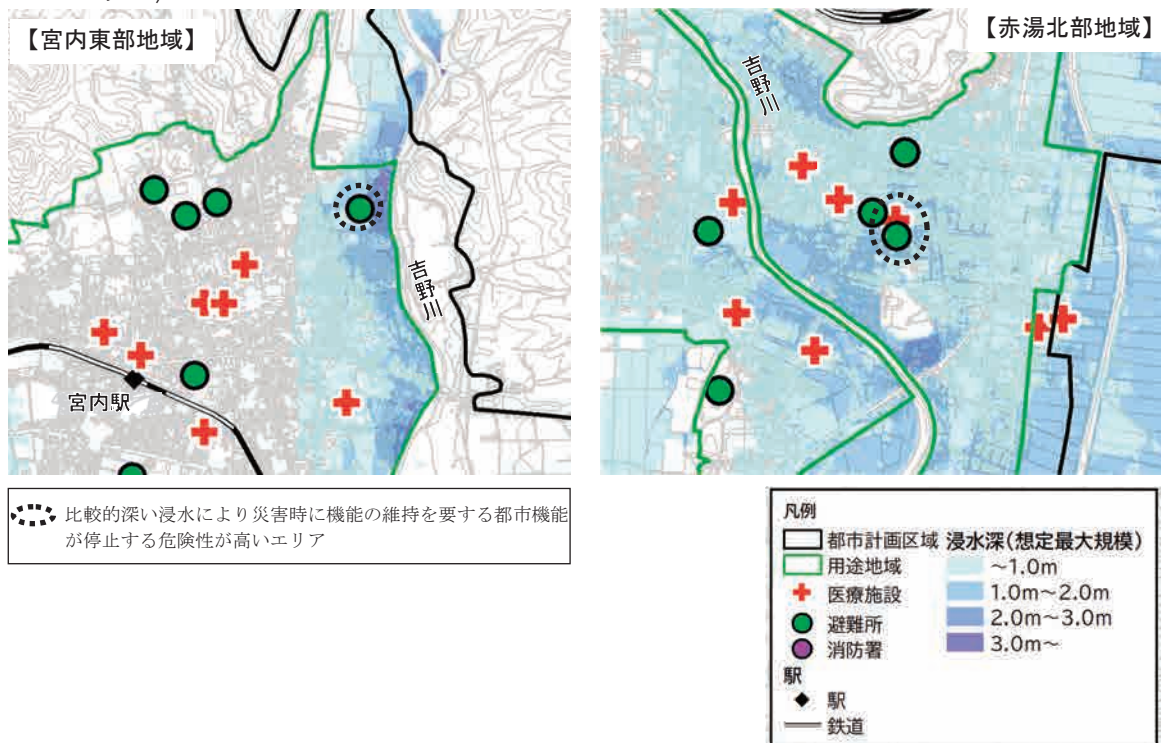 【宮内東部地域】
吉野川
宮内駅
【赤湯北部地域】
吉野川
比較的深い浸水により災害時に機能の維持を要する都市機能
が停止する危険性が高いエリア
凡例
都市計画区域
用途地域
医療施設
避難所
消防署
駅
駅
鉄道
浸水深(想定最大規模)
~1.0m
1.0m~2.0m
2.0m~3.0m
3.0m~